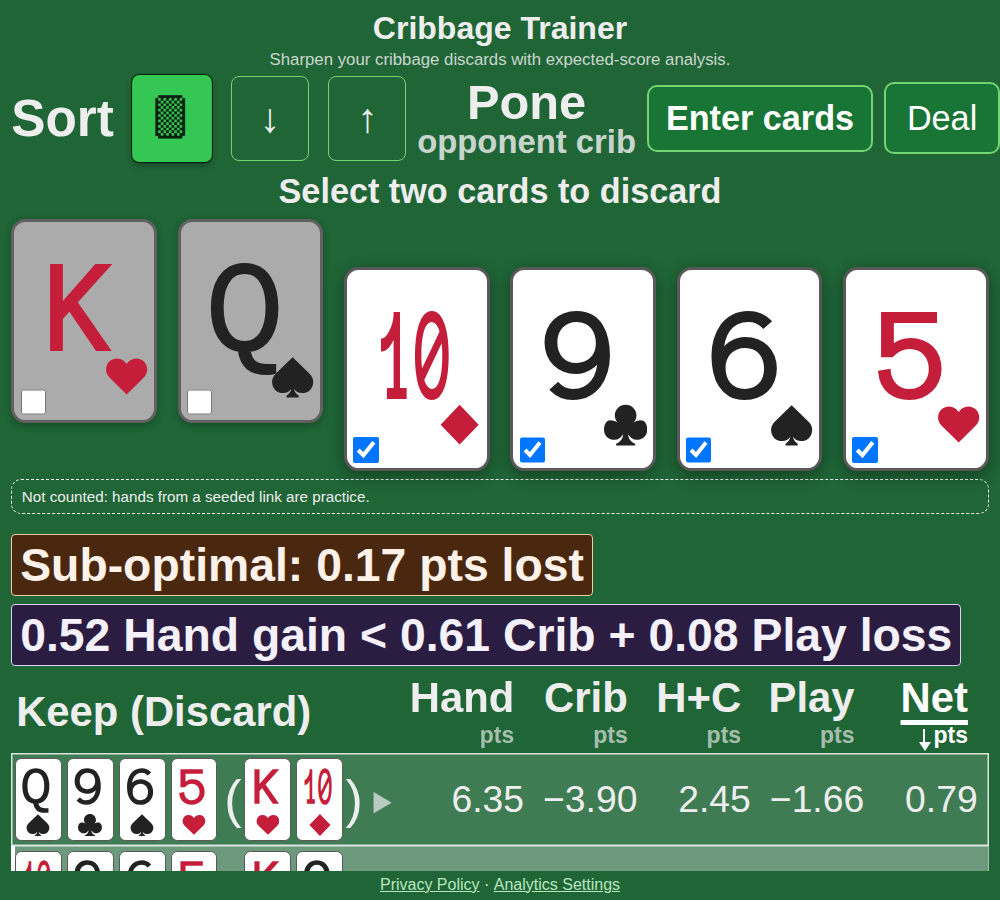 Cribbage Trainer
Sharpen your cribbage discards with expected-score analysis.
Sort ↓ ↑ Pone opponent crib Enter cards Deal
Select two cards to discard
K♥ Q♠ 10♦ 9♣ 6♠ 5♥
Not counted: hands from a seeded link are practice.
Sub-optimal: 0.17 pts lost
0.52 Hand gain < 0.61 Crib + 0.08 Play loss
Keep (Discard) Hand pts Crib pts H+C pts Play pts Net ↓pts
Q♠ 9♣ 6♠ 5♥ (K♥ 10♦) ▶ 6.35 −3.90 2.45 −1.66 0.79
10 9 6 5 K Q
Privacy Policy · Analytics Settings